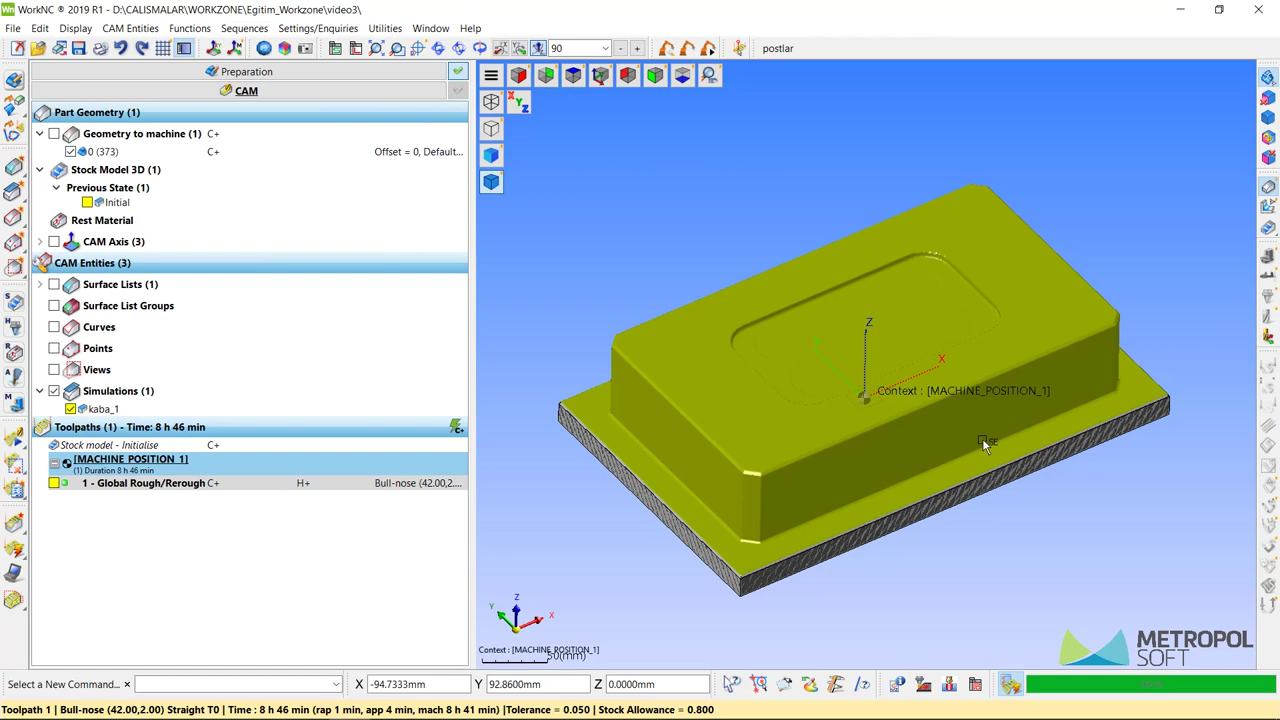 WorkNC ® 2019 R1 - D:\CALISMALAR\WORKZONE\Egitim_Workzone\video3\
File Edit Display CAM Entities Functions Sequences Settings/Enquiries Utilities Window Help
90 - + postlar
Preparation
CAM
Part Geometry (1)
Geometry to machine (1) C+
0 (373) C+ Offset = 0, Default...
Stock Model 3D (1)
Previous State (1)
Initial
Rest Material
CAM Axis (3)
CAM Entities (3)
Surface Lists (1)
Surface List Groups
Curves
Points
Views
Simulations (1)
kaba_1
Toolpaths (1) - Time: 8 h 46 min
Stock model - Initialise C+
[MACHINE_POSITION_1]
(1) Duration 8 h 46 min
1 - Global Rough/Rerough C+ H+ Bull-nose (42.00,2....
X Y Z
Z
Y
X
Context : [MACHINE_POSITION_1]
SE
Z
Y
X
Context : [MACHINE_POSITION_1]
50(mm)
METROPOL
SOFT
Select a New Command... × X -94.7333mm Y 92.8600mm Z 0.0000mm
Toolpath 1 | Bull-nose (42.00,2.00) Straight T0 | Time : 8 h 46 min (rap 1 min, app 4 min, mach 8 h 41 min) |Tolerance = 0.050 | Stock Allowance = 0.800